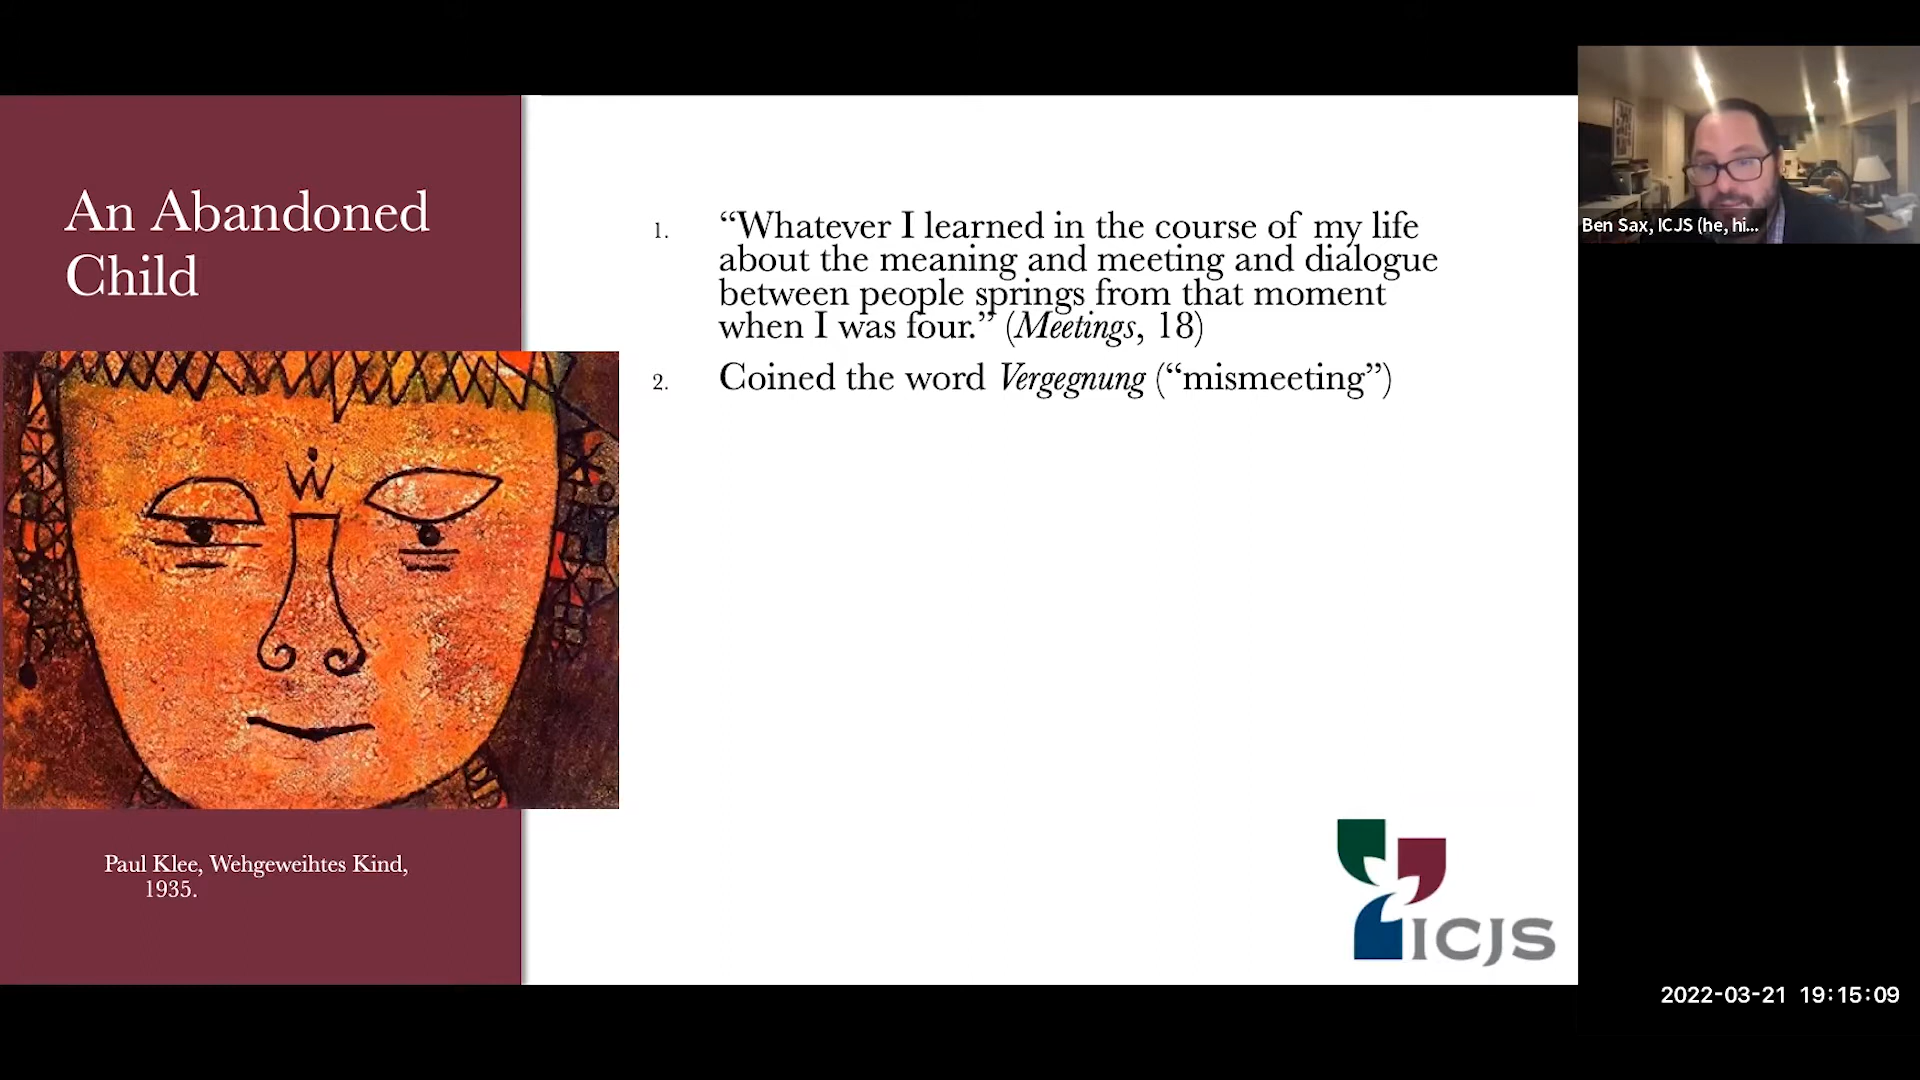 An Abandoned
Child
1. “Whatever I learned in the course of my life
about the meaning and meeting and dialogue
between people springs from that moment
when I was four.” (Meetings, 18)
2. Coined the word Vergegnung (“mismeeting”)
Ẇ
Paul Klee, Wehgeweihtes Kind,
1935.
ICJS
Ben Sax, ICJS (he, hi...
2022-03-21 19:15:09